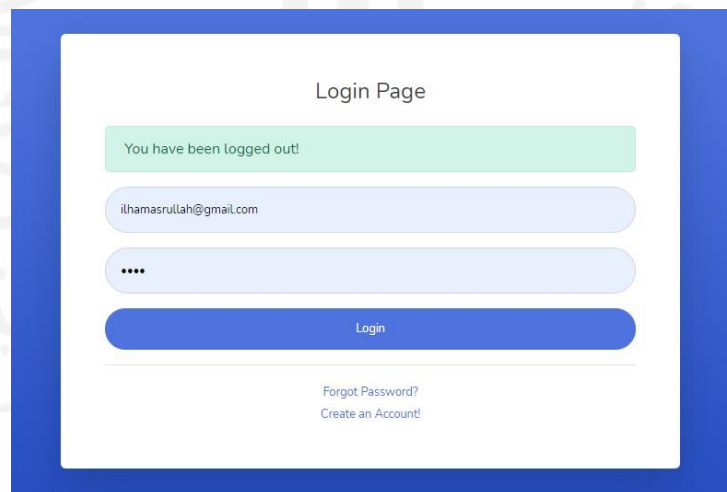 Login Page
You have been logged out!
ilhamasrullah@gmail.com
••••
Login
Forgot Password?
Create an Account!